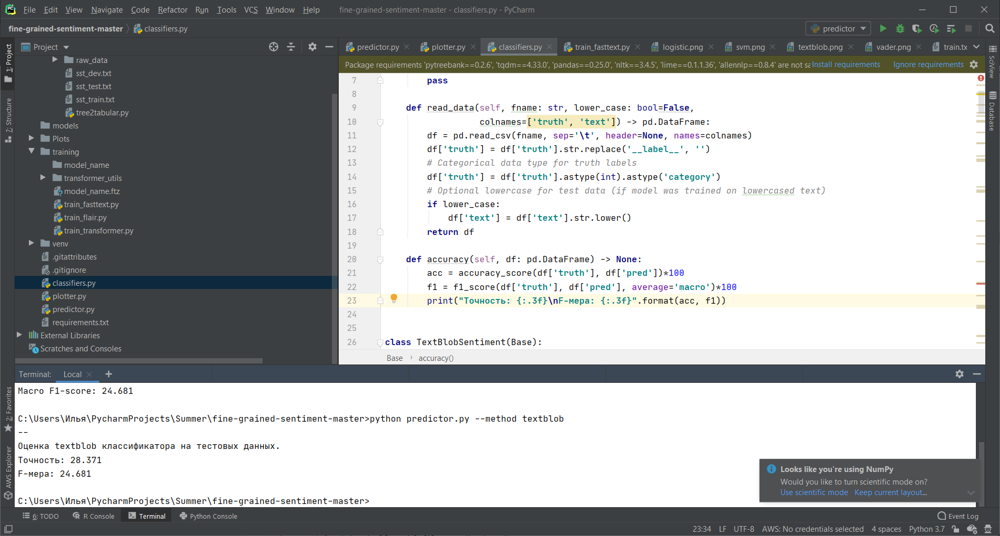 File Edit View Navigate Code Refactor Run Tools VCS Window Help fine-grained-sentiment-master - classifiers.py - PyCharm
fine-grained-sentiment-master classifiers.py predictor
1: Project
7: Structure
2: Favorites
AWS Explorer
Project
raw_data
sst_dev.txt
sst_test.txt
sst_train.txt
tree2tabular.py
models
Plots
training
model_name
transformer_utils
model_name.ftz
train_fasttext.py
train_flair.py
train_transformer.py
venv
.gitattributes
.gitignore
classifiers.py
plotter.py
predictor.py
requirements.txt
External Libraries
Scratches and Consoles
predictor.py plotter.py classifiers.py train_fasttext.py logistic.png svm.png textblob.png vader.png train.tx
Package requirements 'pytreebank==0.2.6', 'tqdm==4.33.0', 'pandas==0.25.0', 'nltk==3.4.5', 'lime==0.1.1.36', 'allennlp==0.8.4' are not sa Install requirements Ignore requirements
7 pass
8
9 def read_data(self, fname: str, lower_case: bool=False,
10 colnames=['truth', 'text']) -> pd.DataFrame:
11 df = pd.read_csv(fname, sep='\t', header=None, names=colnames)
12 df['truth'] = df['truth'].str.replace('__label__', '')
13 # Categorical data type for truth labels
14 df['truth'] = df['truth'].astype(int).astype('category')
15 # Optional lowercase for test data (if model was trained on lowercased text)
16 if lower_case:
17 df['text'] = df['text'].str.lower()
18 return df
19
20 def accuracy(self, df: pd.DataFrame) -> None:
21 acc = accuracy_score(df['truth'], df['pred'])*100
22 f1 = f1_score(df['truth'], df['pred'], average='macro')*100
23 print("Точность: {:.3f}\nF-мера: {:.3f}".format(acc, f1))
24
25
26 class TextBlobSentiment(Base):
Base › accuracy()
SciView
Database
Terminal: Local
Macro F1-score: 24.681
C:\Users\Илья\PycharmProjects\Summer\fine-grained-sentiment-master>python predictor.py --method textblob
--
Оценка textblob классификатора на тестовых данных.
Точность: 28.371
F-мера: 24.681
C:\Users\Илья\PycharmProjects\Summer\fine-grained-sentiment-master>
Looks like you're using NumPy
Would you like to turn scientific mode on?
Use scientific mode Keep current layout...
6: TODO R Console Terminal Python Console Event Log
23:34 LF UTF-8 AWS: No credentials selected 4 spaces Python 3.7